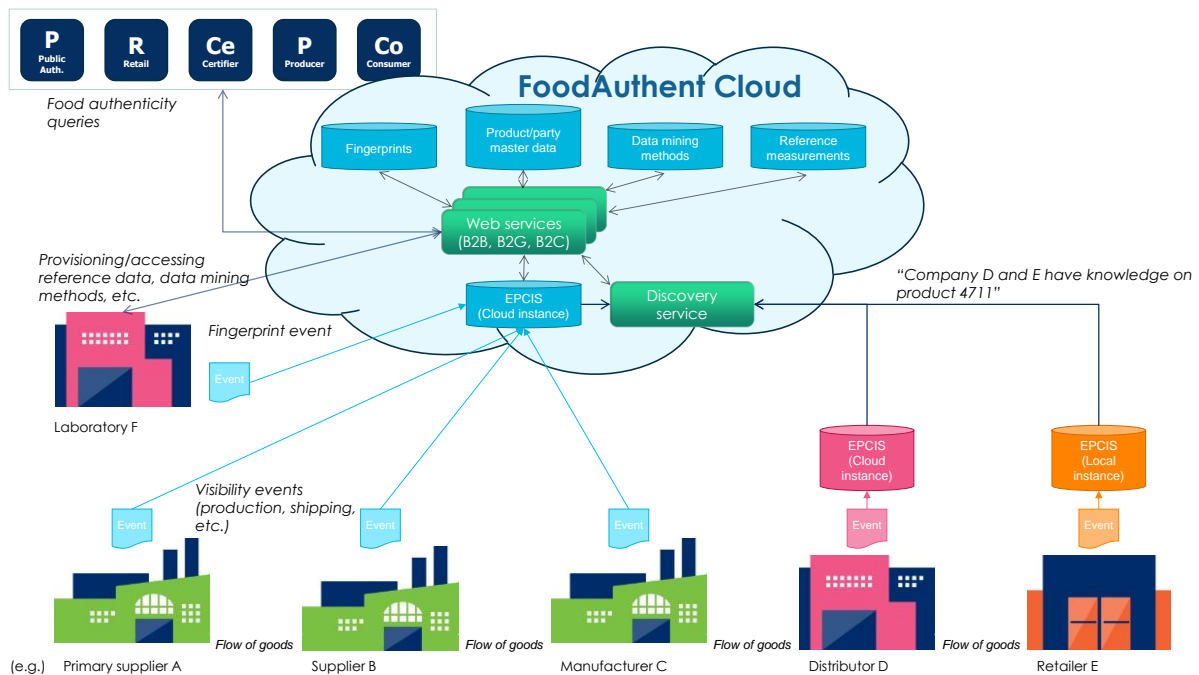 P
Public
Auth.
R
Retail
Ce
Certifier
P
Producer
Co
Consumer
Food authenticity
queries
FoodAuthent Cloud
Fingerprints
Product/party
master data
Data mining
methods
Reference
measurements
Web services
(B2B, B2G, B2C)
Provisioning/accessing
reference data, data mining
methods, etc.
EPCIS
(Cloud instance)
Discovery
service
“Company D and E have knowledge on
product 4711”
Fingerprint event
Event
Laboratory F
EPCIS
(Cloud
instance)
EPCIS
(Local
instance)
Visibility events
(production, shipping,
etc.)
Event
Event
Event
Event
Event
Flow of goods
Flow of goods
Flow of goods
Flow of goods
(e.g.)
Primary supplier A
Supplier B
Manufacturer C
Distributor D
Retailer E